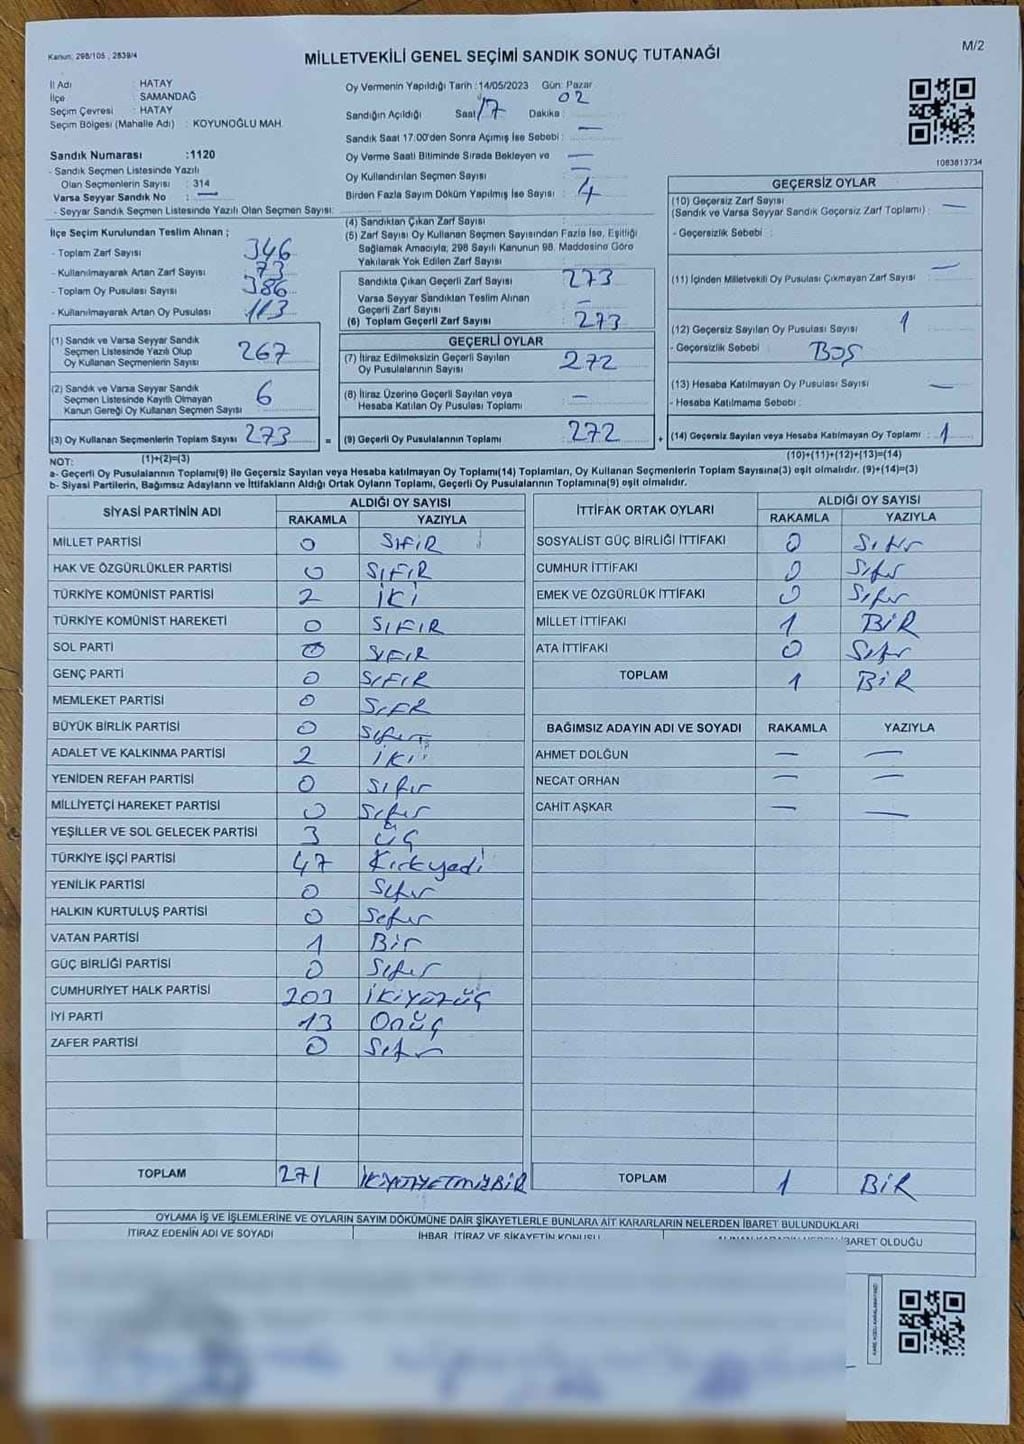 Kanun: 298/105 , 2839/4
MİLLETVEKİLİ GENEL SEÇİMİ SANDIK SONUÇ TUTANAĞI
M/2
İl Adı : HATAY
İlçe : SAMANDAĞ
Seçim Çevresi : HATAY
Seçim Bölgesi (Mahalle Adı) : KOYUNOĞLU MAH.
Sandık Numarası :1120
- Sandık Seçmen Listesinde Yazılı
Olan Seçmenlerin Sayısı : 314
Varsa Seyyar Sandık No : —
- Seyyar Sandık Seçmen Listesinde Yazılı Olan Seçmen Sayısı:
İlçe Seçim Kurulundan Teslim Alınan ;
- Toplam Zarf Sayısı 346
- Kullanılmayarak Artan Zarf Sayısı 73
- Toplam Oy Pusulası Sayısı 386
- Kullanılmayarak Artan Oy Pusulası 113
(1) Sandık ve Varsa Seyyar Sandık
Seçmen Listesinde Yazılı Olup
Oy Kullanan Seçmenlerin Sayısı 267
(2) Sandık ve Varsa Seyyar Sandık
Seçmen Listesinde Kayıtlı Olmayan
Kanun Gereği Oy Kullanan Seçmen Sayısı 6
(3) Oy Kullanan Seçmenlerin Toplam Sayısı 273 =
Oy Vermenin Yapıldığı Tarih :14/05/2023 Gün: Pazar
Sandığın Açıldığı Saat 17 Dakika : 02
Sandık Saat 17:00'den Sonra Açımış İse Sebebi : —
Oy Verme Saati Bitiminde Sırada Bekleyen ve —
Oy Kullandırılan Seçmen Sayısı —
Birden Fazla Sayım Döküm Yapılmış İse Sayısı 4
(4) Sandıktan Çıkan Zarf Sayısı
(5) Zarf Sayısı Oy Kullanan Seçmen Sayısından Fazla İse, Eşitliği
Sağlamak Amacıyla; 298 Sayılı Kanunun 98. Maddesine Göre
Yakılarak Yok Edilen Zarf Sayısı
Sandıkta Çıkan Geçerli Zarf Sayısı 273
Varsa Seyyar Sandıktan Teslim Alınan
Geçerli Zarf Sayısı —
(6) Toplam Geçerli Zarf Sayısı : 273
GEÇERLİ OYLAR
(7) İtiraz Edilmeksizin Geçerli Sayılan
Oy Pusulalarının Sayısı 272
(8) İtiraz Üzerine Geçerli Sayılan veya
Hesaba Katılan Oy Pusulası Toplamı —
(9) Geçerli Oy Pusulalarının Toplamı 272 +
1083813734
GEÇERSİZ OYLAR
(10) Geçersiz Zarf Sayısı
(Sandık ve Varsa Seyyar Sandık Geçersiz Zarf Toplamı) : —
- Geçersizlik Sebebi :
(11) İçinden Milletvekili Oy Pusulası Çıkmayan Zarf Sayısı —
(12) Geçersiz Sayılan Oy Pusulası Sayısı 1
- Geçersizlik Sebebi : BOŞ
(13) Hesaba Katılmayan Oy Pusulası Sayısı —
- Hesaba Katılmama Sebebi :
(14) Geçersiz Sayılan veya Hesaba Katılmayan Oy Toplamı : 1
NOT: (1)+(2)=(3)
(10)+(11)+(12)+(13)=(14)
a- Geçerli Oy Pusulalarının Toplamı(9) ile Geçersiz Sayılan veya Hesaba katılmayan Oy Toplamı(14) Toplamları, Oy Kullanan Seçmenlerin Toplam Sayısına(3) eşit olmalıdır. (9)+(14)=(3)
b- Siyasi Partilerin, Bağımsız Adayların ve İttifakların Aldığı Ortak Oyların Toplamı, Geçerli Oy Pusulalarının Toplamına(9) eşit olmalıdır.
SİYASİ PARTİNİN ADI ALDIĞI OY SAYISI
RAKAMLA YAZIYLA
MİLLET PARTİSİ 0 SIFIR
HAK VE ÖZGÜRLÜKLER PARTİSİ 0 SIFIR
TÜRKİYE KOMÜNİST PARTİSİ 2 İKİ
TÜRKİYE KOMÜNİST HAREKETİ 0 SIFIR
SOL PARTİ 0 SIFIR
GENÇ PARTİ 0 SIFIR
MEMLEKET PARTİSİ 0 SIFR
BÜYÜK BİRLİK PARTİSİ 0 Sıfır
ADALET VE KALKINMA PARTİSİ 2 İKİ
YENİDEN REFAH PARTİSİ 0 Sıfır
MİLLİYETÇİ HAREKET PARTİSİ 0 Sıfır
YEŞİLLER VE SOL GELECEK PARTİSİ 3 ÜÇ
TÜRKİYE İŞÇİ PARTİSİ 47 Kırkyedi
YENİLİK PARTİSİ 0 Sıfır
HALKIN KURTULUŞ PARTİSİ 0 Sıfır
VATAN PARTİSİ 1 Bir
GÜÇ BİRLİĞİ PARTİSİ 0 Sıfır
CUMHURİYET HALK PARTİSİ 203 İKİYÜZÜÇ
İYİ PARTİ 13 Onüç
ZAFER PARTİSİ 0 Sıfır
TOPLAM 271 İKİYÜZYETMİŞBİR
İTTİFAK ORTAK OYLARI ALDIĞI OY SAYISI
RAKAMLA YAZIYLA
SOSYALİST GÜÇ BİRLİĞİ İTTİFAKI 0 Sıfır
CUMHUR İTTİFAKI 0 Sıfır
EMEK VE ÖZGÜRLÜK İTTİFAKI 0 Sıfır
MİLLET İTTİFAKI 1 BİR
ATA İTTİFAKI 0 Sıfır
TOPLAM 1 BİR
BAĞIMSIZ ADAYIN ADI VE SOYADI RAKAMLA YAZIYLA
AHMET DOLĞUN — —
NECAT ORHAN — —
CAHİT AŞKAR — —
TOPLAM 1 BİR
OYLAMA İŞ VE İŞLEMLERİNE VE OYLARIN SAYIM DÖKÜMÜNE DAİR ŞİKAYETLERLE BUNLARA AİT KARARLARIN NELERDEN İBARET BULUNDUKLARI
İTİRAZ EDENİN ADI VE SOYADI İHBAR, İTİRAZ VE ŞİKAYETİN KONUSU İBARET OLDUĞU